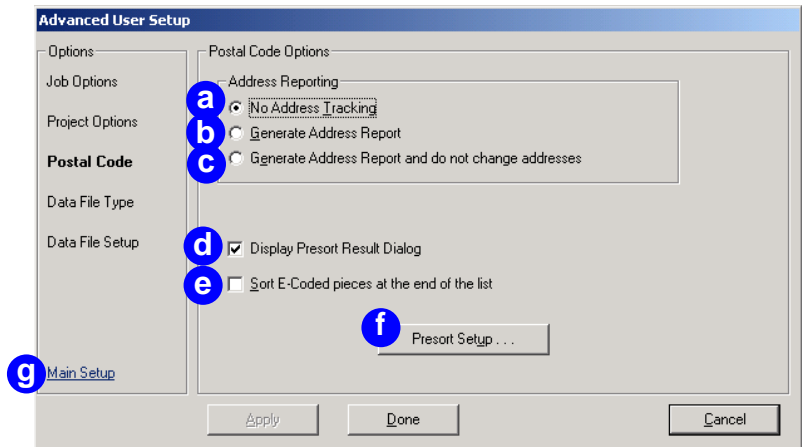 Advanced User Setup
Options
Job Options
Project Options
Postal Code
Data File Type
Data File Setup
g Main Setup
Postal Code Options
Address Reporting
a No Address Tracking
b Generate Address Report
c Generate Address Report and do not change addresses
d Display Presort Result Dialog
e Sort E-Coded pieces at the end of the list
f Presort Setup . . .
Apply Done Cancel